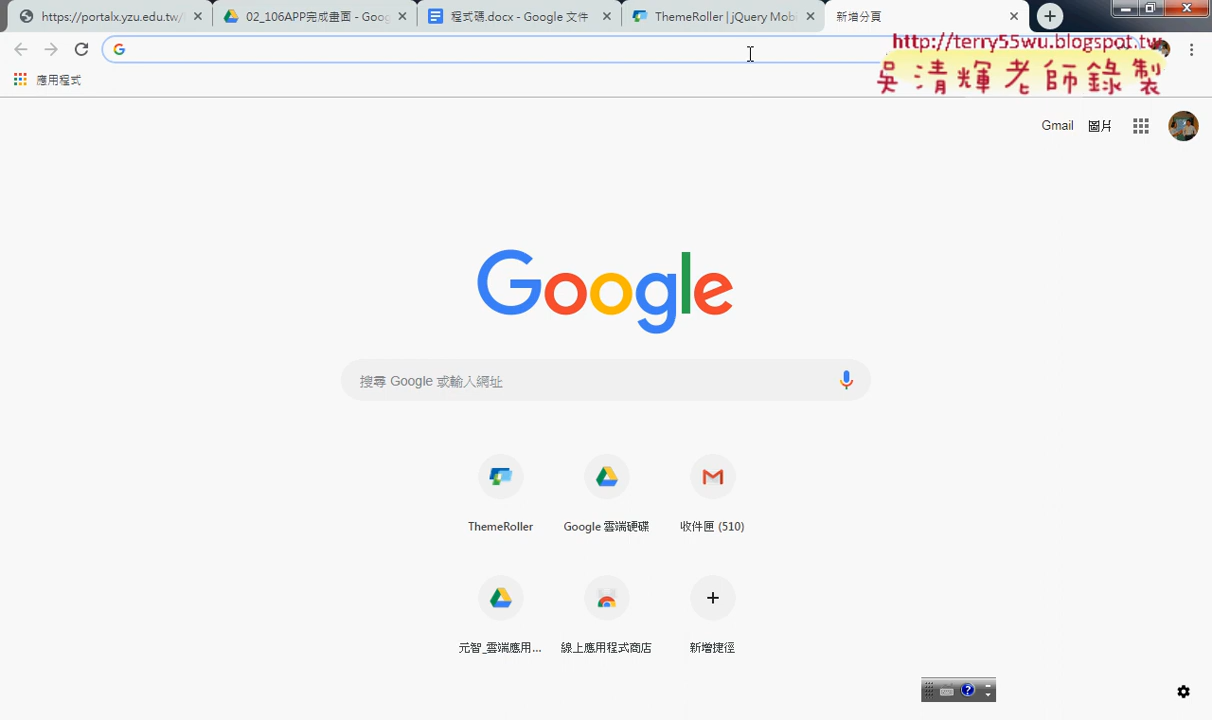 https://portalx.yzu.edu.tw/
02_106APP完成畫面 - Goog
程式碼.docx - Google 文件
ThemeRoller | jQuery Mob
新增分頁
http://terry55wu.blogspot.tw
吳清輝老師錄製
應用程式
Gmail
圖片
Google
搜尋 Google 或輸入網址
ThemeRoller
Google 雲端硬碟
收件匣 (510)
元智_雲端應用...
線上應用程式商店
新增捷徑